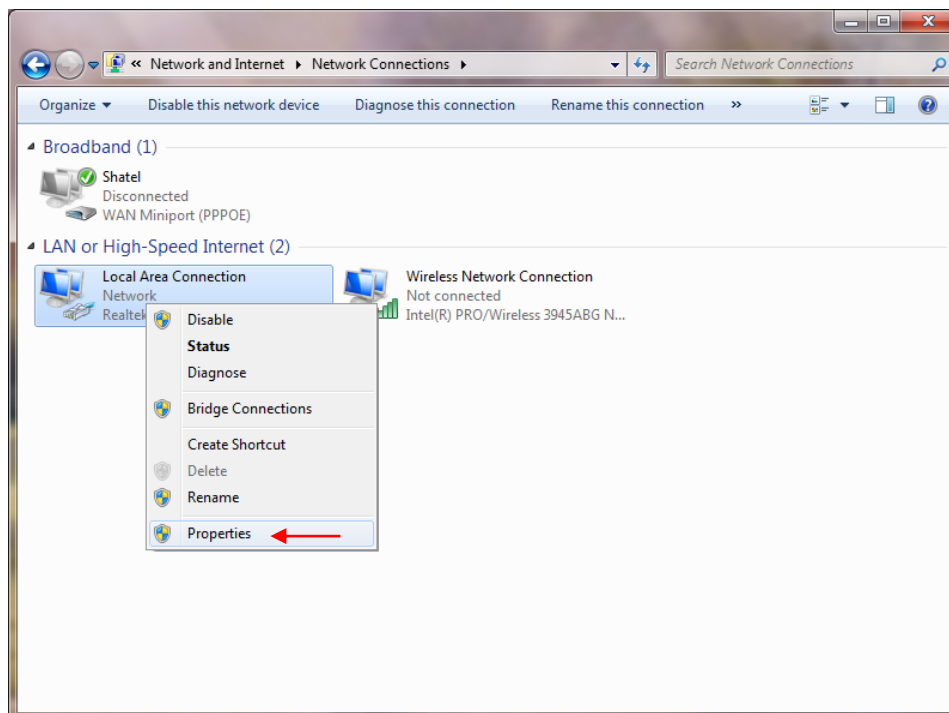 « Network and Internet ▸ Network Connections ▸
Search Network Connections
Organize ▾ Disable this network device Diagnose this connection Rename this connection »
Broadband (1)
Shatel
Disconnected
WAN Miniport (PPPOE)
LAN or High-Speed Internet (2)
Local Area Connection
Network
Realtek
Wireless Network Connection
Not connected
Intel(R) PRO/Wireless 3945ABG N...
Disable
Status
Diagnose
Bridge Connections
Create Shortcut
Delete
Rename
Properties